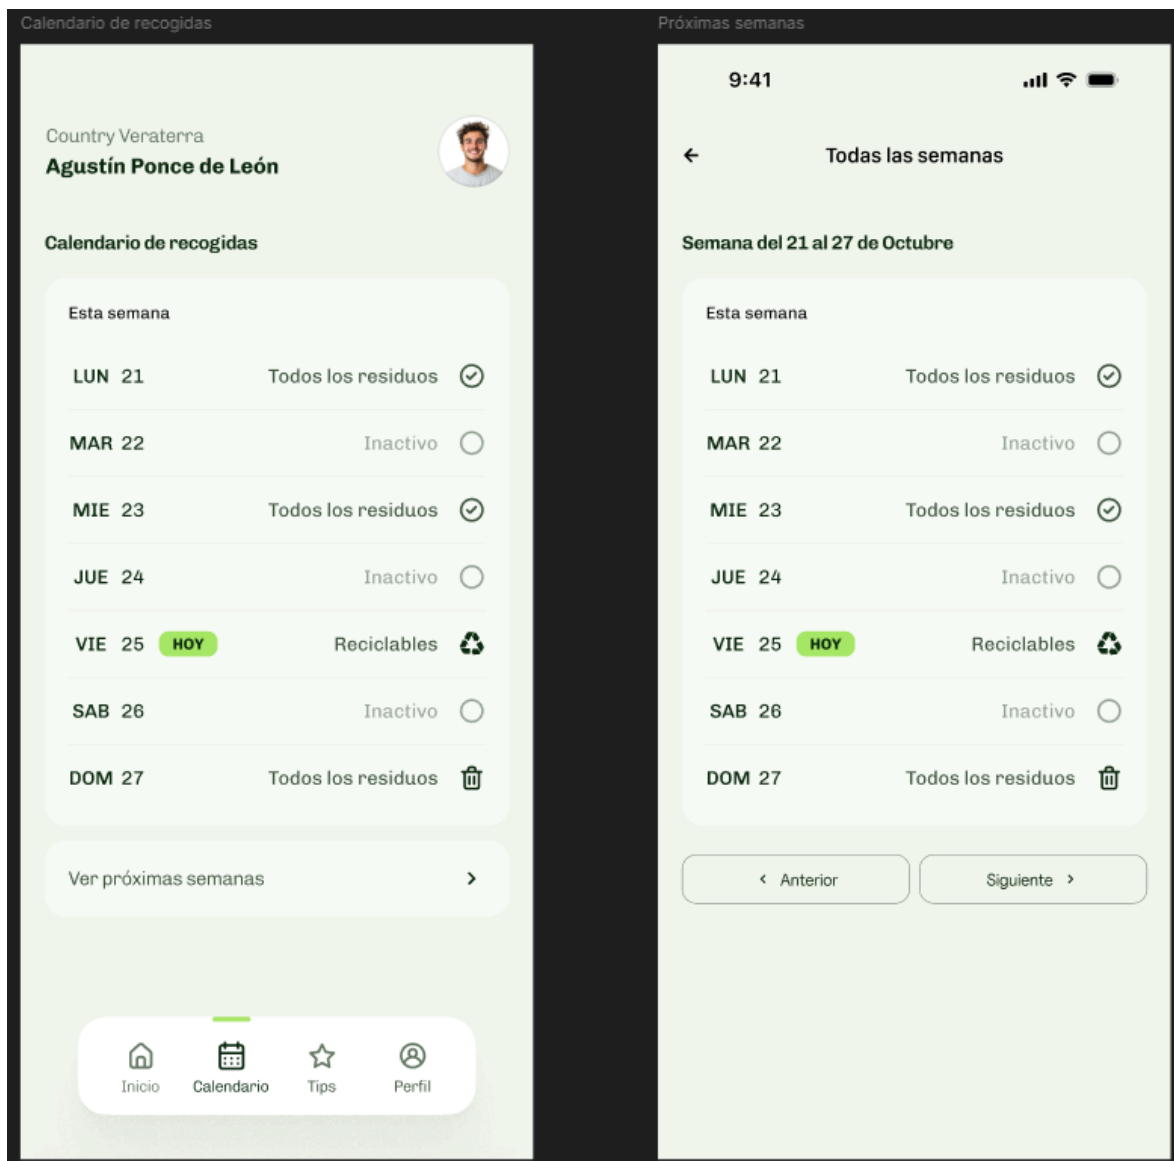 Calendario de recogidas
Country Veraterra
Agustín Ponce de León
Calendario de recogidas
Esta semana
LUN 21 Todos los residuos
MAR 22 Inactivo
MIE 23 Todos los residuos
JUE 24 Inactivo
VIE 25 HOY Reciclables
SAB 26 Inactivo
DOM 27 Todos los residuos
Ver próximas semanas
Inicio Calendario Tips Perfil
Próximas semanas
9:41
Todas las semanas
Semana del 21 al 27 de Octubre
Esta semana
LUN 21 Todos los residuos
MAR 22 Inactivo
MIE 23 Todos los residuos
JUE 24 Inactivo
VIE 25 HOY Reciclables
SAB 26 Inactivo
DOM 27 Todos los residuos
Anterior Siguiente